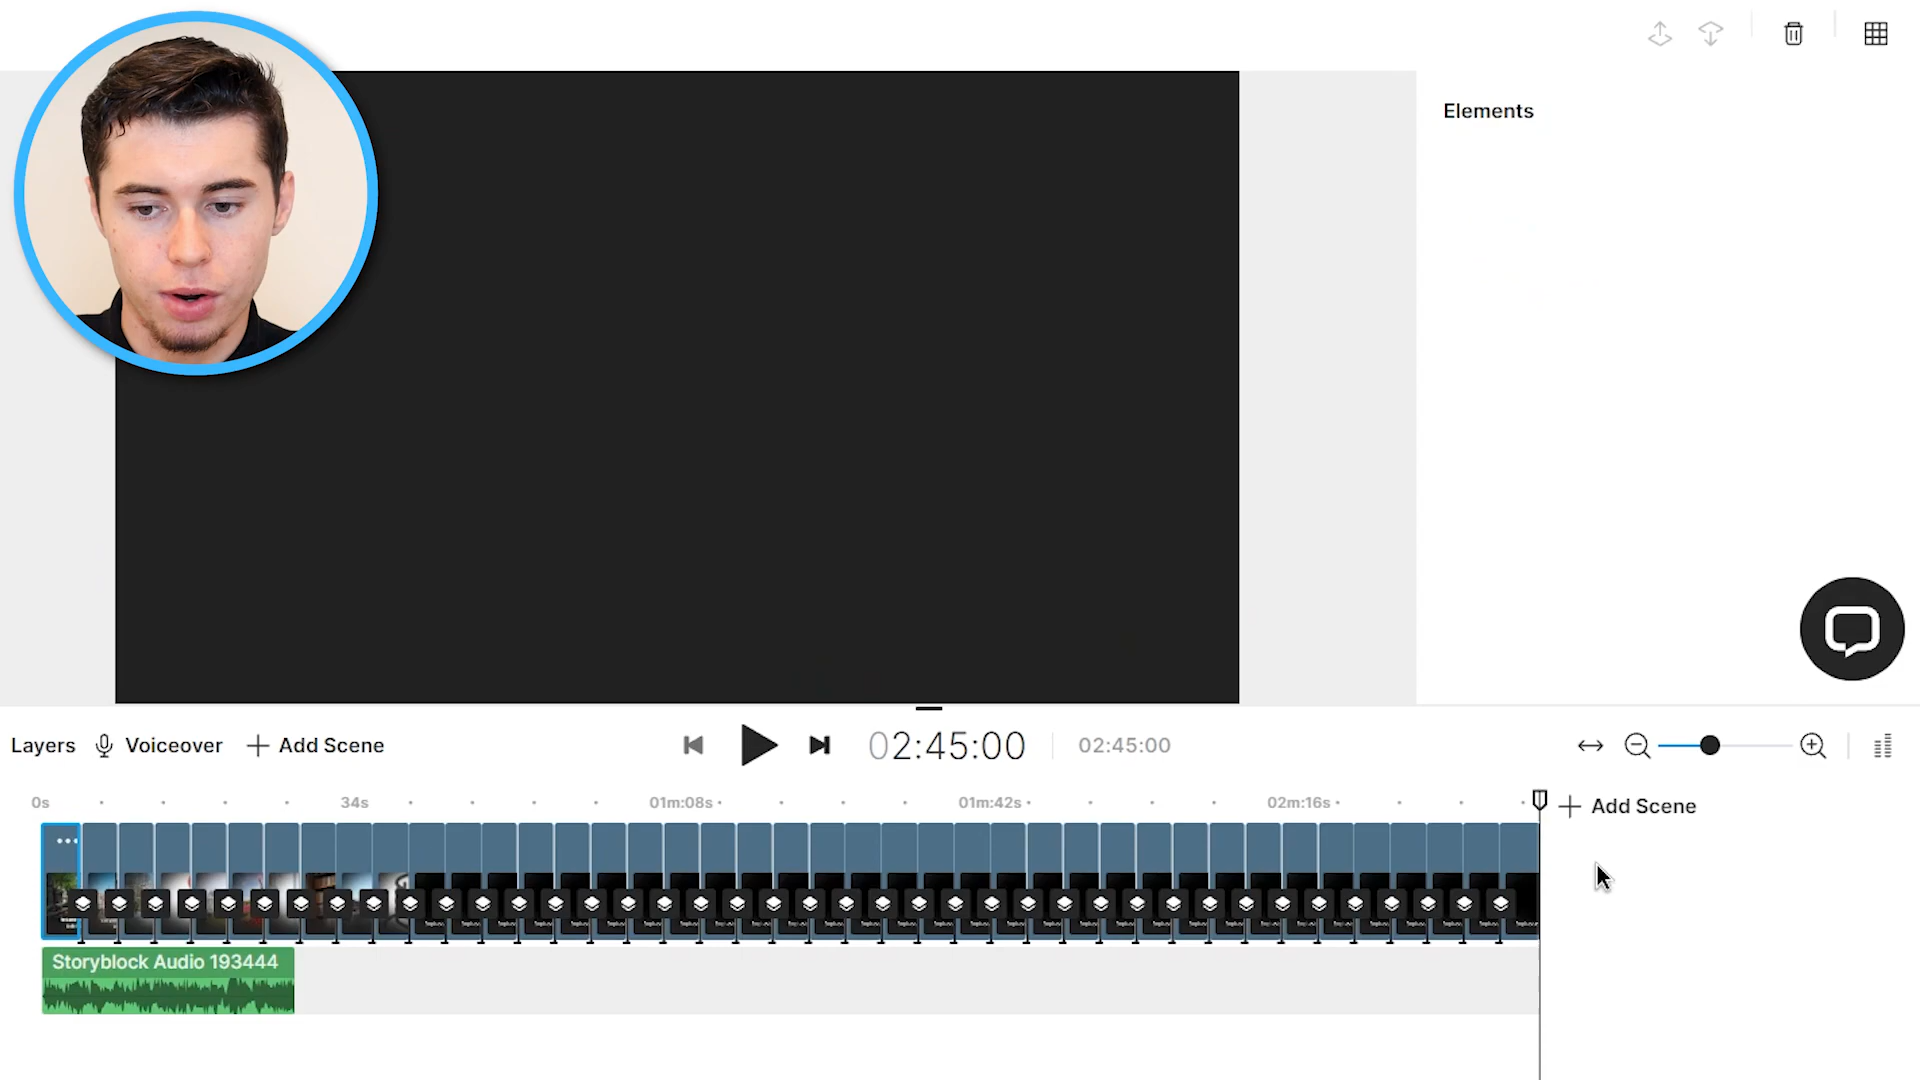 Elements
Layers
Voiceover
Add Scene
02:45:00
02:45:00
0s
34s
01m:08s
01m:42s
02m:16s
Add Scene
Storyblock Audio 193444